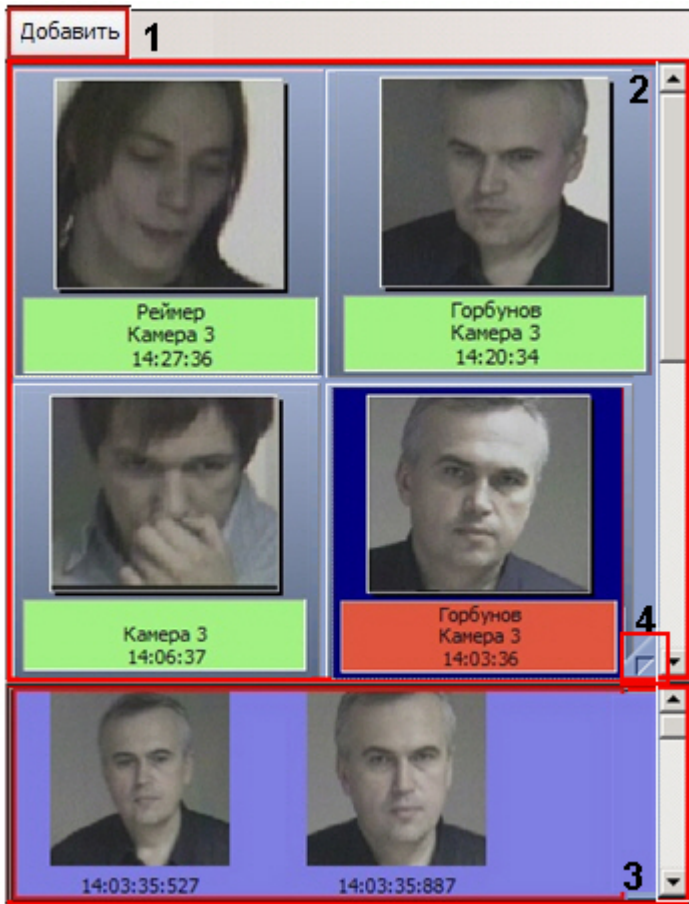 Добавить
1
2
Реймер
Камера 3
14:27:36
Горбунов
Камера 3
14:20:34
Камера 3
14:06:37
Горбунов
Камера 3
14:03:36
4
14:03:35:527
14:03:35:887
3